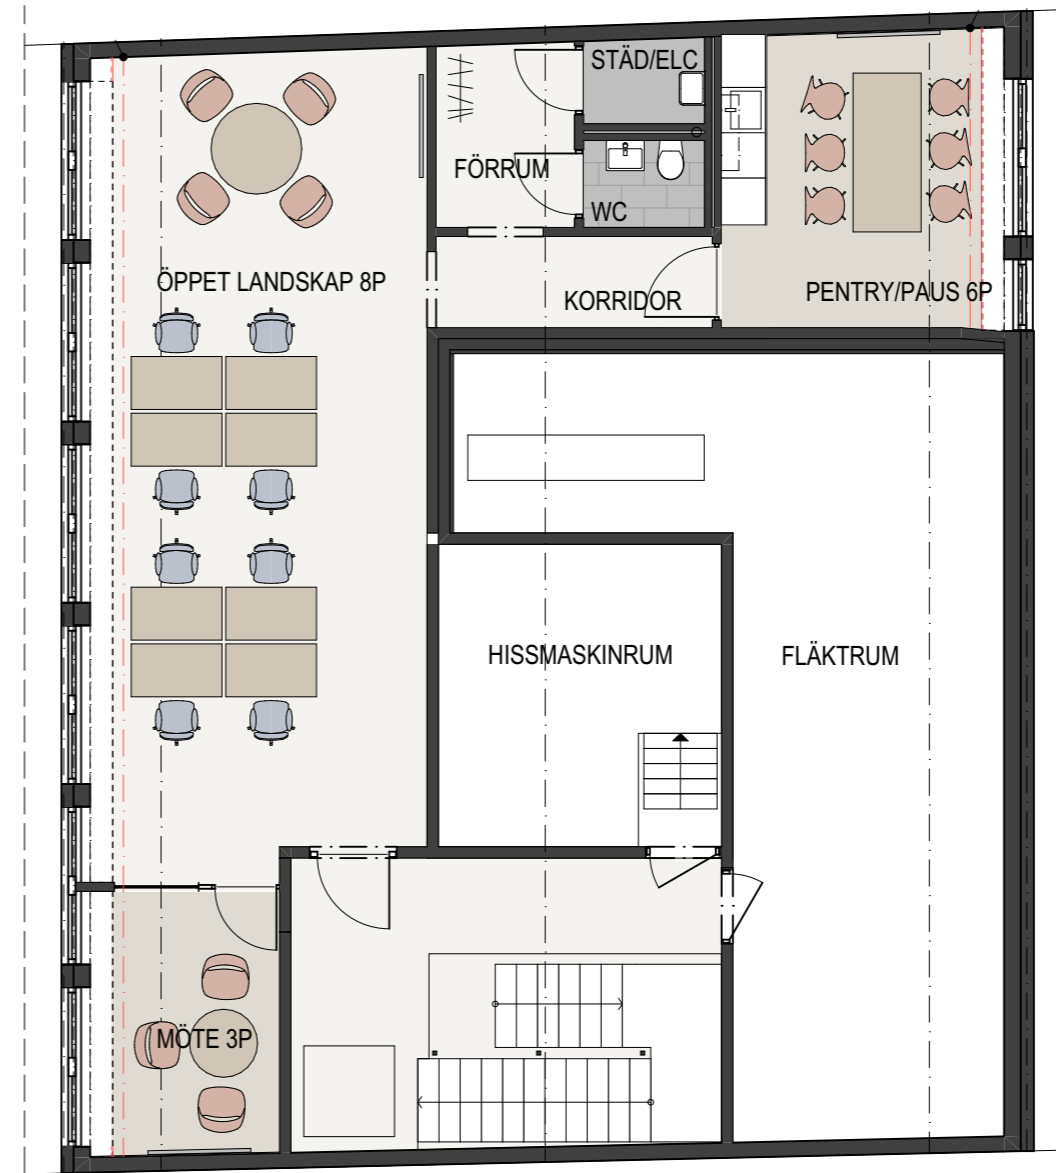 STÄD/ELC
FÖRRUM
WC
ÖPPET LANDSKAP 8P
KORRIDOR
PENTRY/PAUS 6P
HISSMASKINRUM
FLÄKTRUM
MÖTE 3P